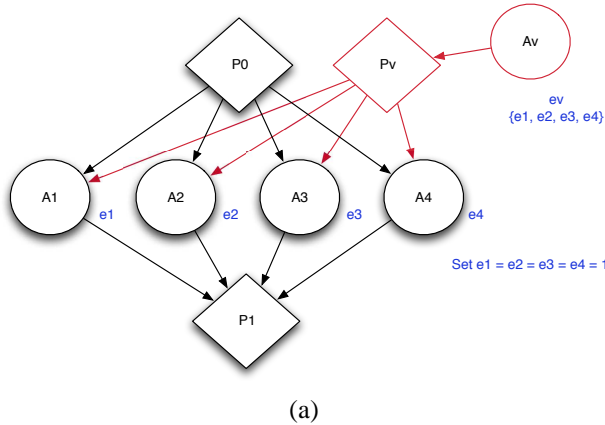 P0
Pv
Av
ev
{e1, e2, e3, e4}
A1
e1
A2
e2
A3
e3
A4
e4
Set e1 = e2 = e3 = e4 = 1
P1
(a)